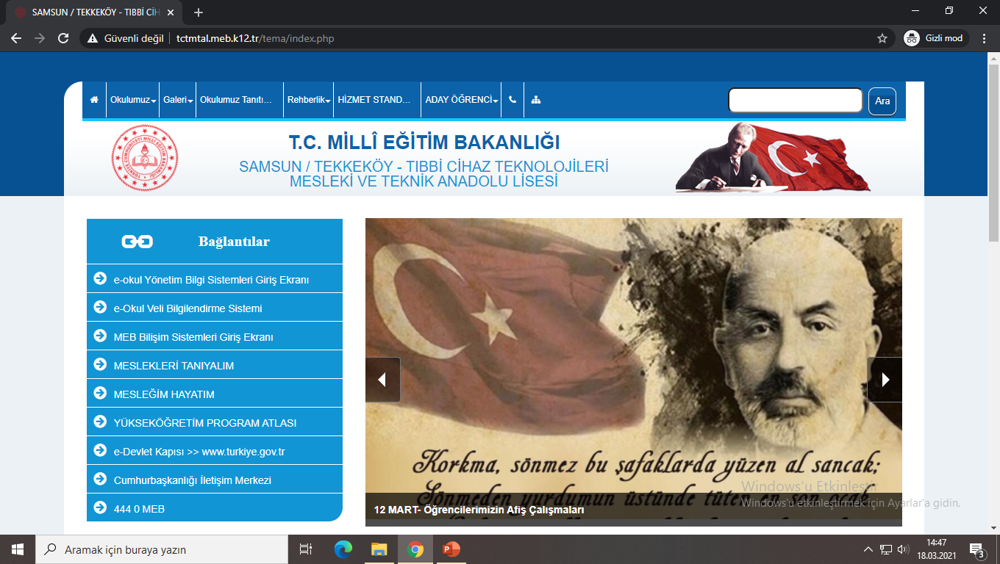 SAMSUN / TEKKEKÖY - TIBBİ CİH
Güvenli değil
tctmtal.meb.k12.tr/tema/index.php
Gizli mod
Okulumuz
Galeri
Okulumuz Tanıtı...
Rehberlik
HİZMET STAND...
ADAY ÖĞRENCİ
Ara
T.C. MİLLÎ EĞİTİM BAKANLIĞI
SAMSUN / TEKKEKÖY - TIBBİ CİHAZ TEKNOLOJİLERİ
MESLEKİ VE TEKNİK ANADOLU LİSESİ
Bağlantılar
e-okul Yönetim Bilgi Sistemleri Giriş Ekranı
e-Okul Veli Bilgilendirme Sistemi
MEB Bilişim Sistemleri Giriş Ekranı
MESLEKLERİ TANIYALIM
MESLEĞİM HAYATIM
YÜKSEKÖĞRETİM PROGRAM ATLASI
e-Devlet Kapısı >> www.turkiye.gov.tr
Cumhurbaşkanlığı İletişim Merkezi
444 0 MEB
Korkma, sönmez bu şafaklarda yüzen al sancak;
Sönmeden yurdumun üstünde tüten en son ocak.
12 MART- Öğrencilerimizin Afiş Çalışmaları
Windows'u Etkinleştir
Windows'u etkinleştirmek için Ayarlar'a gidin.
Aramak için buraya yazın
14:47
18.03.2021
3